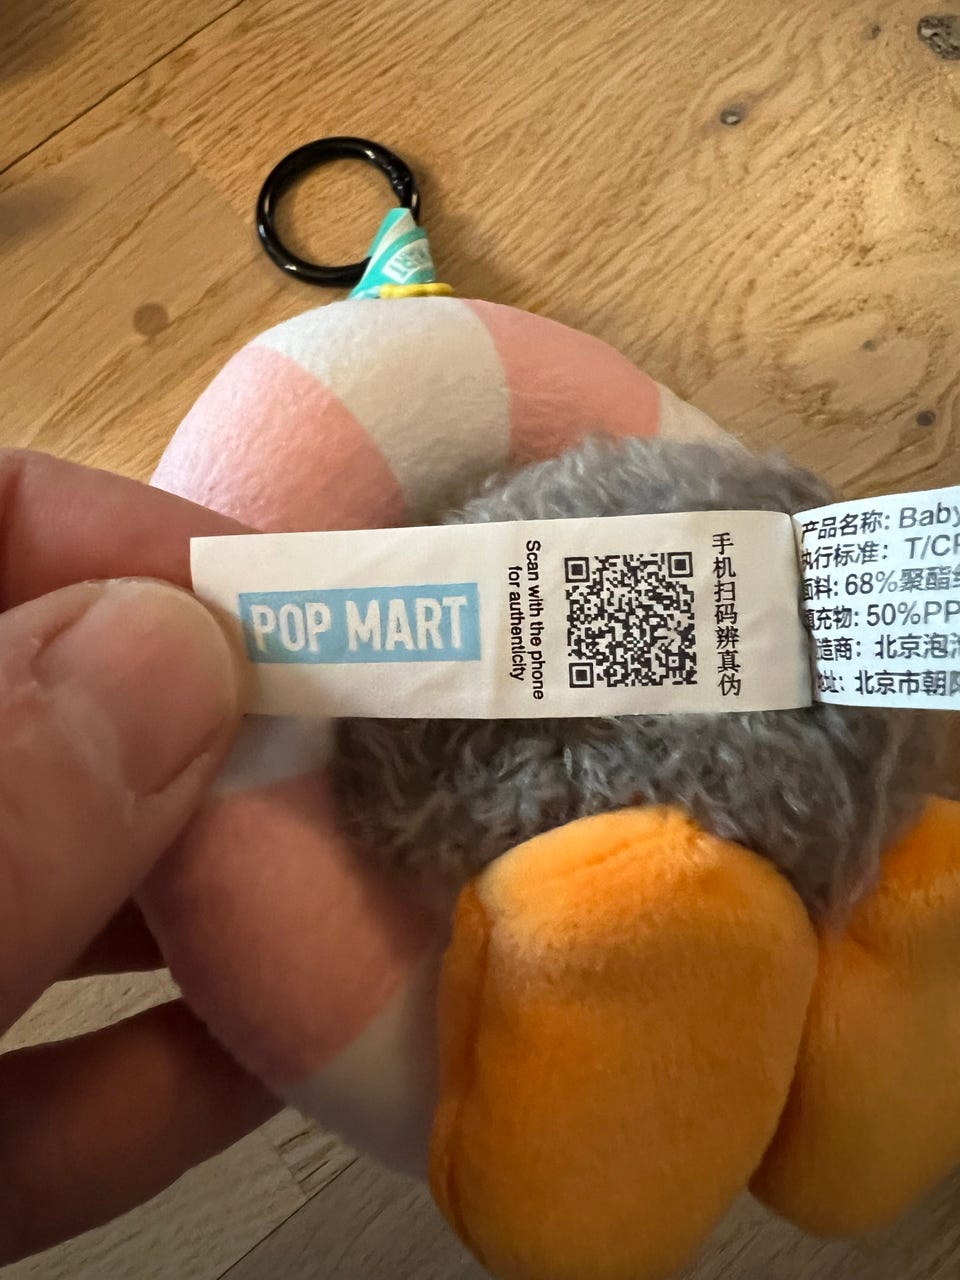 POP MART
Scan with the phone
for authenticity
手机扫码辨真伪
产品名称: Baby
执行标准: T/CP
面料: 68%聚酯
填充物: 50%PP
造商: 北京泡
址: 北京市朝阳